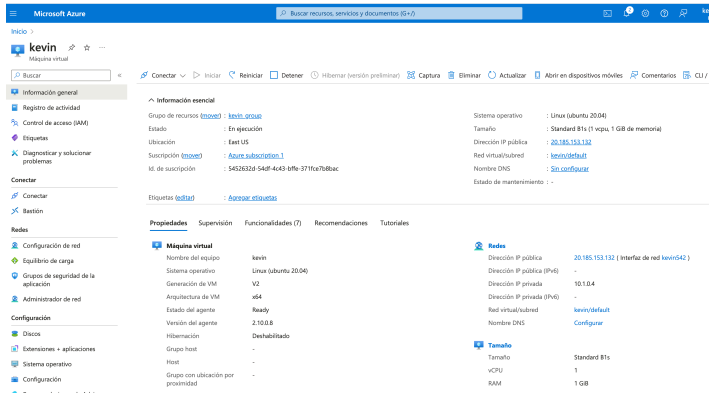 Microsoft Azure
Buscar recursos, servicios y documentos (G+/)
Inicio >
kevin
Máquina virtual
Buscar
Conectar Iniciar Reiniciar Detener Hibernar (versión preliminar) Captura Eliminar Actualizar Abrir en dispositivos móviles Comentarios CLI /
Información general
Registro de actividad
Control de acceso (IAM)
Etiquetas
Diagnosticar y solucionar
problemas
Conectar
Conectar
Bastión
Redes
Configuración de red
Equilibrio de carga
Grupos de seguridad de la
aplicación
Administrador de red
Configuración
Discos
Extensiones + aplicaciones
Sistema operativo
Configuración
Información esencial
Grupo de recursos (mover) : kevin_group
Estado : En ejecución
Ubicación : East US
Suscripción (mover) : Azure subscription 1
Id. de suscripción : 5452632d-54df-4c43-bffe-371fce7b8bac
Sistema operativo : Linux (ubuntu 20.04)
Tamaño : Standard B1s (1 vcpu, 1 GiB de memoria)
Dirección IP pública : 20.185.153.132
Red virtual/subred : kevin/default
Nombre DNS : Sin configurar
Estado de mantenimiento : -
Etiquetas (editar) : Agregar etiquetas
Propiedades Supervisión Funcionalidades (7) Recomendaciones Tutoriales
Máquina virtual
Nombre del equipo kevin
Sistema operativo Linux (ubuntu 20.04)
Generación de VM V2
Arquitectura de VM x64
Estado del agente Ready
Versión del agente 2.10.0.8
Hibernación Deshabilitado
Grupo host -
Host -
Grupo con ubicación por -
proximidad
Redes
Dirección IP pública 20.185.153.132 ( Interfaz de red kevin542 )
Dirección IP pública (IPv6) -
Dirección IP privada 10.1.0.4
Dirección IP privada (IPv6) -
Red virtual/subred kevin/default
Nombre DNS Configurar
Tamaño
Tamaño Standard B1s
vCPU 1
RAM 1 GiB